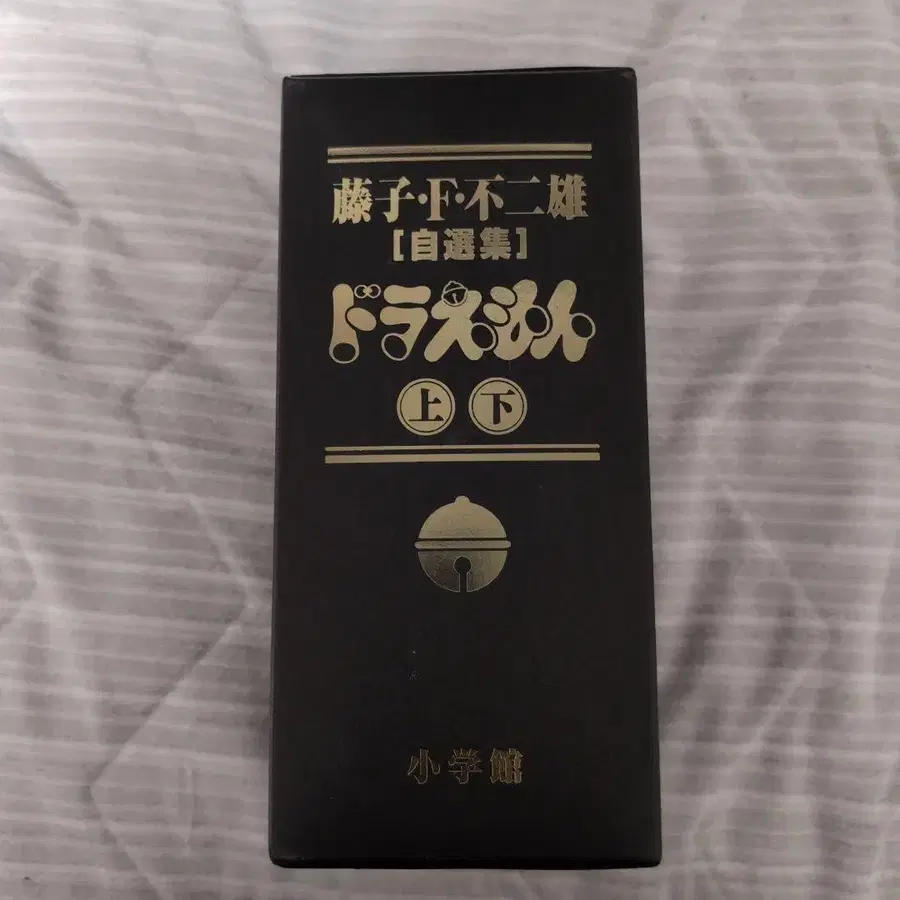 藤子・F・不二雄
[自選集]
ドラえもん
上 下
小学館